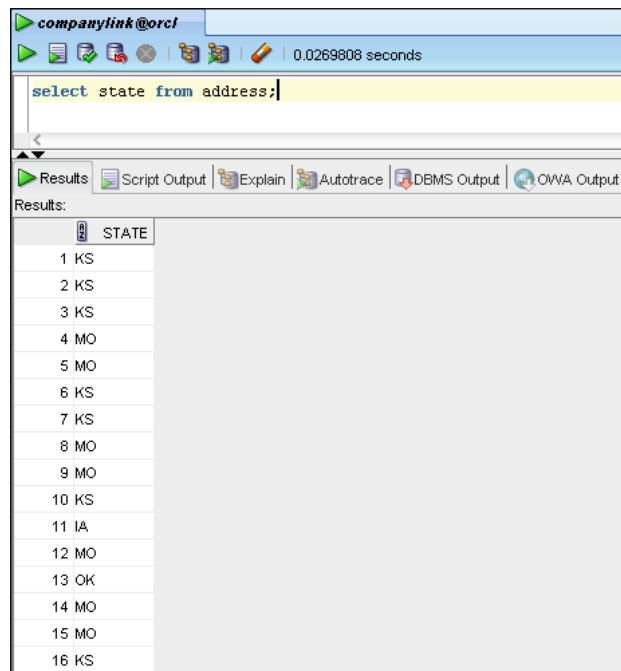 companylink@orcl
0.0269808 seconds
select state from address;
Results Script Output Explain Autotrace DBMS Output OWA Output
Results:
STATE
1 KS
2 KS
3 KS
4 MO
5 MO
6 KS
7 KS
8 MO
9 MO
10 KS
11 IA
12 MO
13 OK
14 MO
15 MO
16 KS